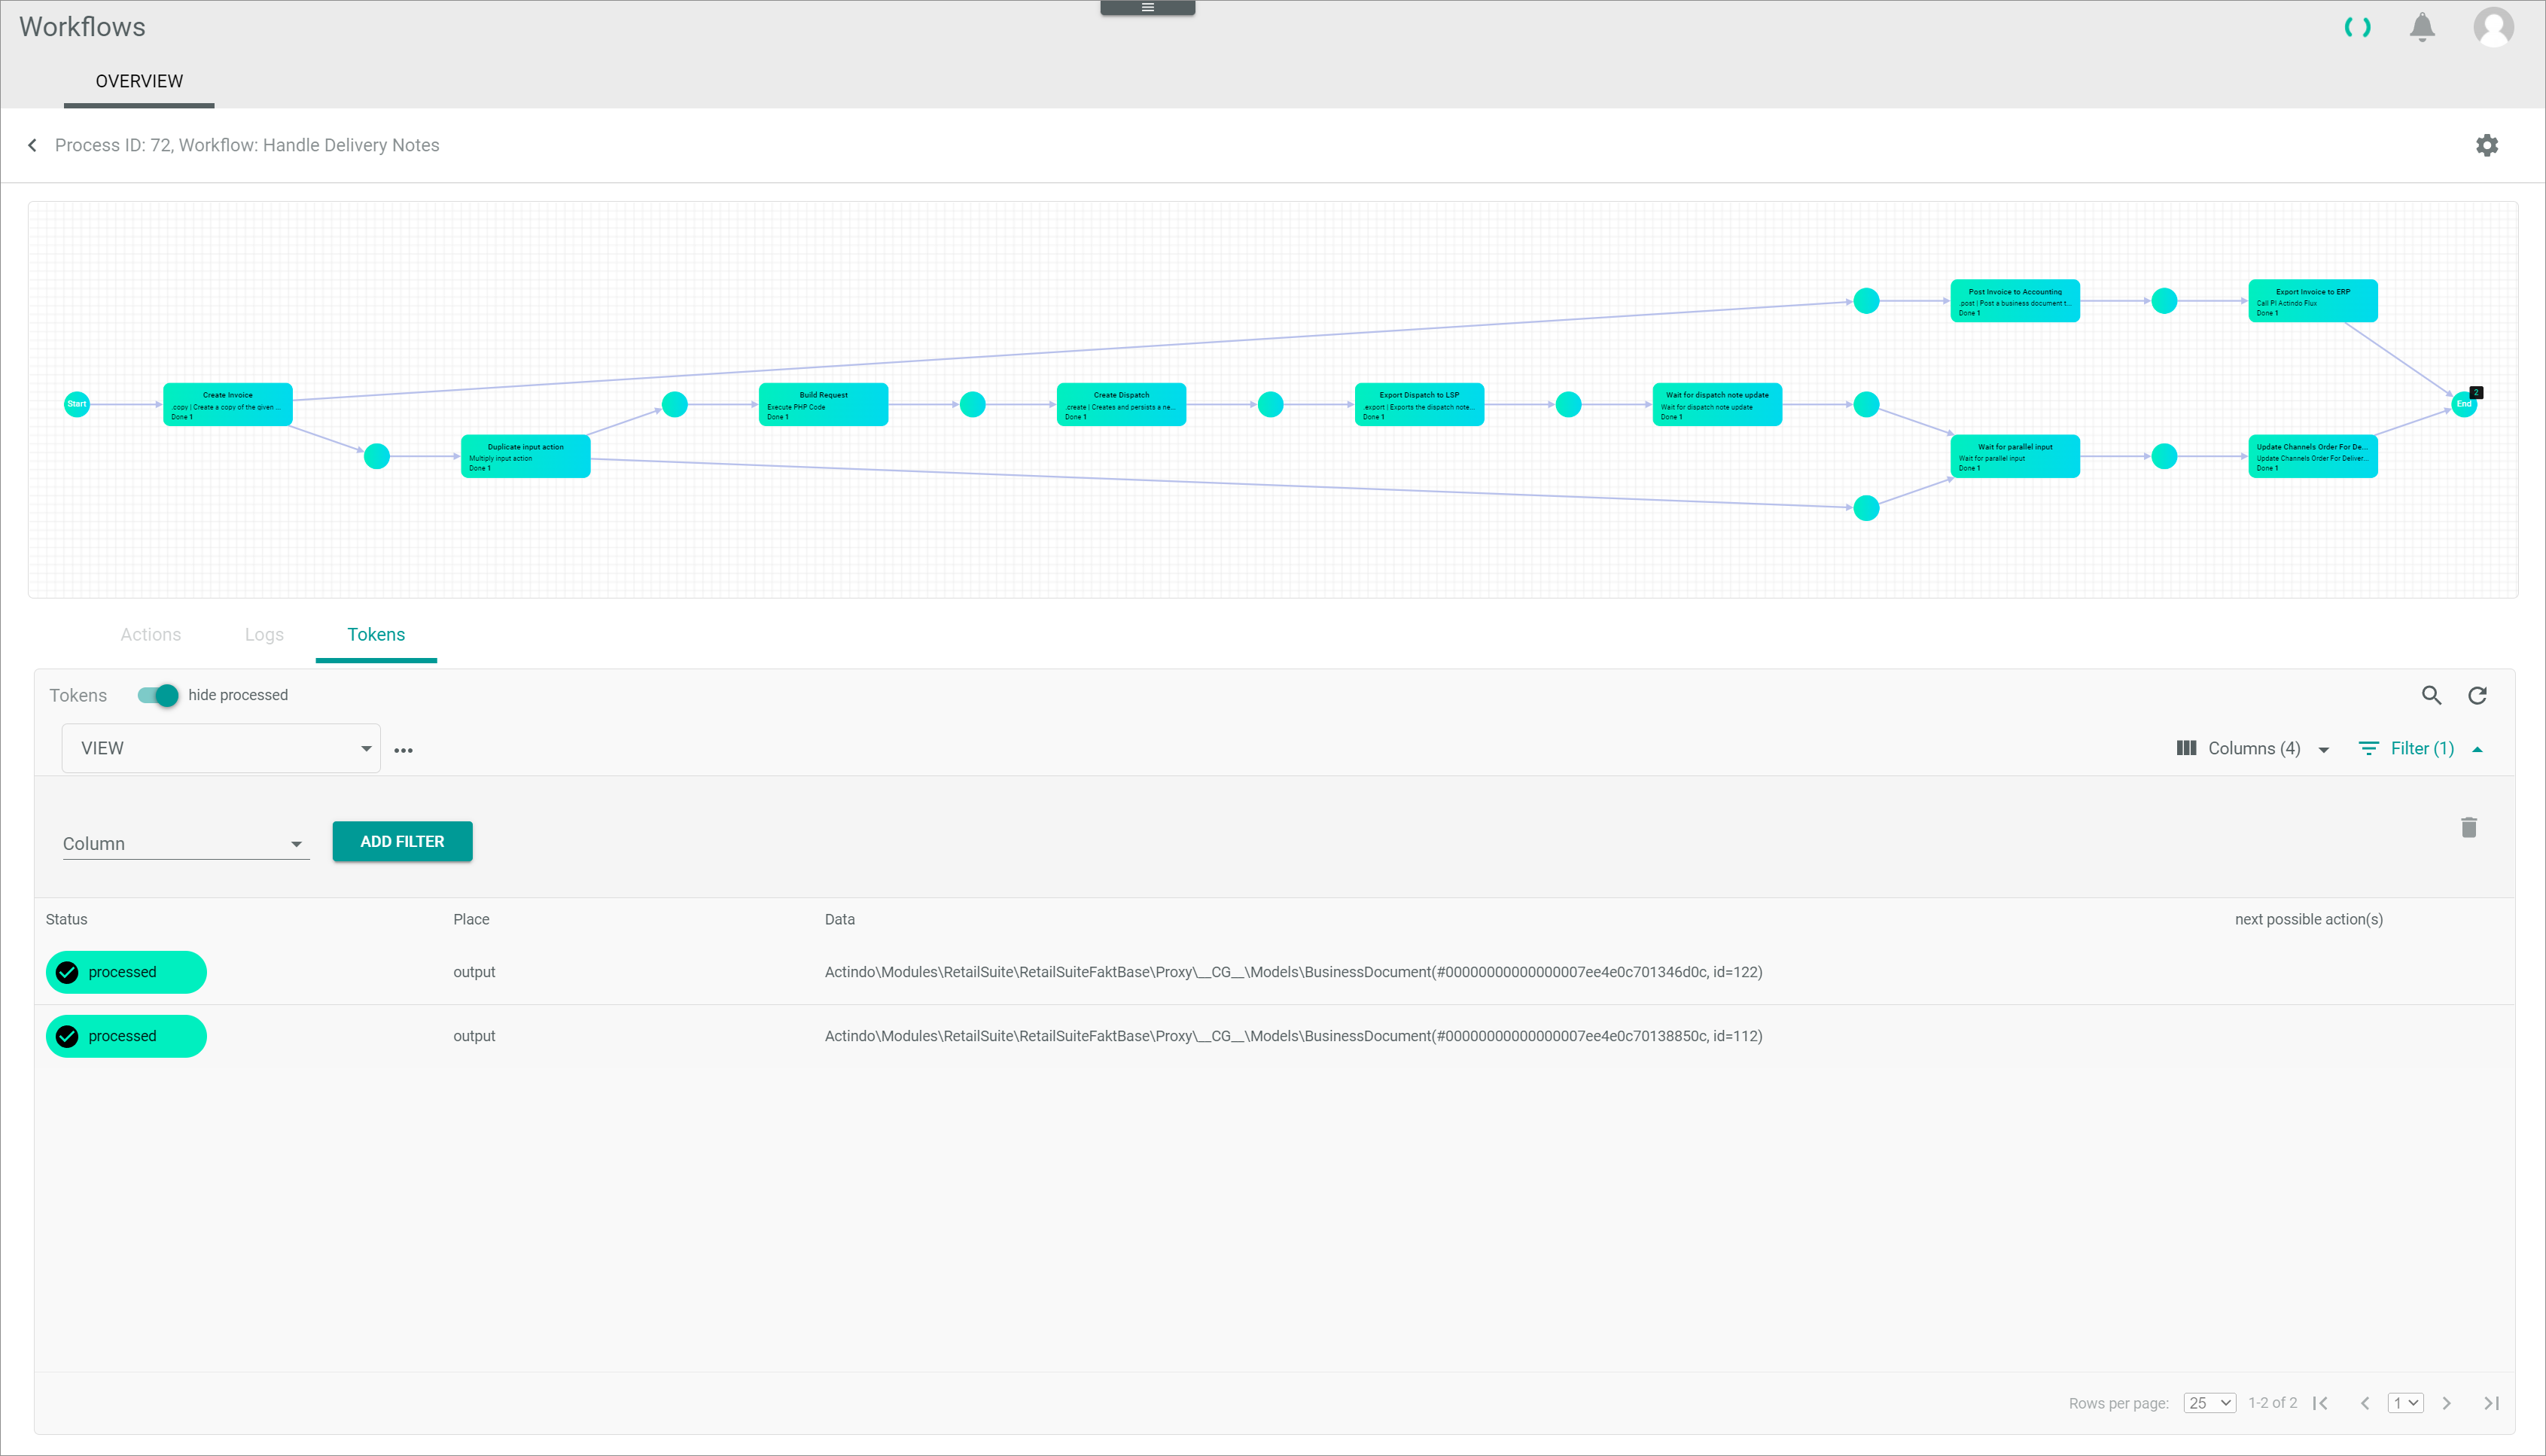 Workflows
OVERVIEW
Process ID: 72, Workflow: Handle Delivery Notes
Post Invoice to Accounting
.post | Post a business document t...
Done 1
Export Invoice to ERP
Call PI Actindo Flux
Done 1
Start
Create Invoice
.copy | Create a copy of the given ...
Done 1
Build Request
Execute PHP Code
Done 1
Create Dispatch
.create | Creates and persists a ne...
Done 1
Export Dispatch to LSP
.export | Exports the dispatch note...
Done 1
Wait for dispatch note update
Wait for dispatch note update
Done 1
2
End
Duplicate input action
Multiply input action
Done 1
Wait for parallel input
Wait for parallel input
Done 1
Update Channels Order For De...
Update Channels Order For Deliver...
Done 1
Actions Logs Tokens
Tokens hide processed
VIEW Columns (4) Filter (1)
Column ADD FILTER
Status Place Data next possible action(s)
processed output Actindo\Modules\RetailSuite\RetailSuiteFaktBase\Proxy\__CG__\Models\BusinessDocument(#00000000000000007ee4e0c701346d0c, id=122)
processed output Actindo\Modules\RetailSuite\RetailSuiteFaktBase\Proxy\__CG__\Models\BusinessDocument(#00000000000000007ee4e0c70138850c, id=112)
Rows per page: 25 1-2 of 2 1